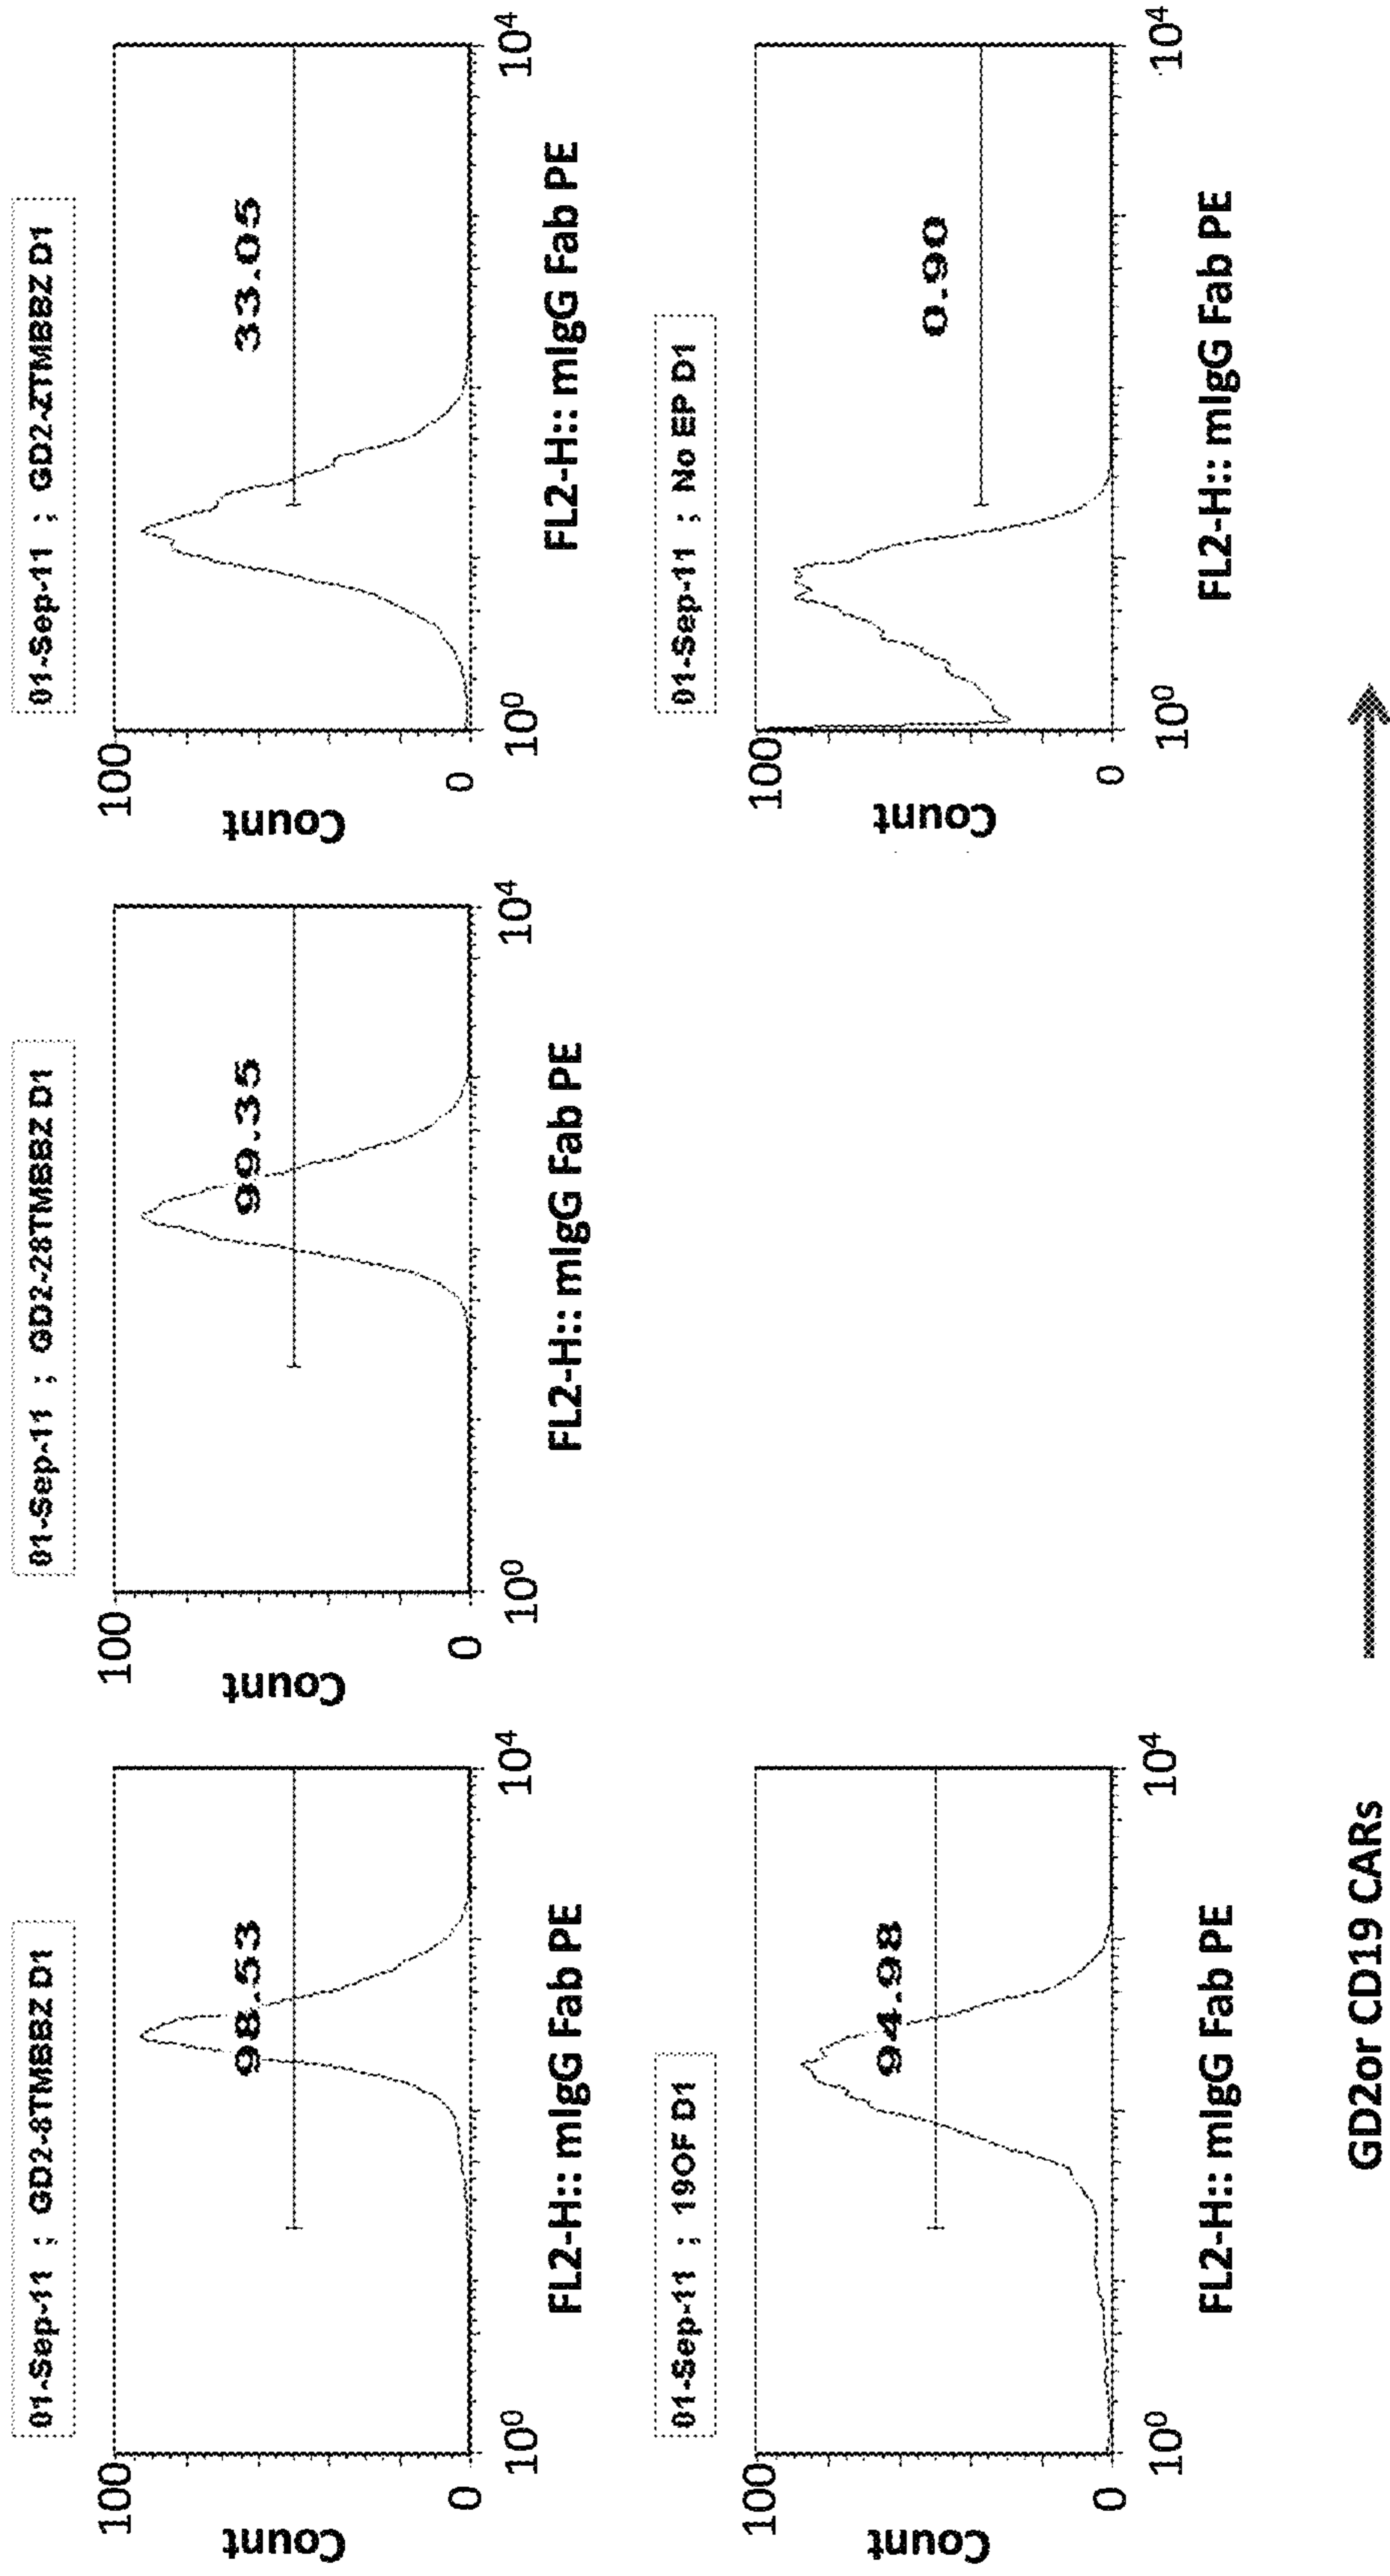 01-Sep-11 ; GD2-8TMBBZ D1
100
98.53
Count
0
10⁰
10⁴
FL2-H:: mIgG Fab PE
01-Sep-11 ; GD2-28TMBBZ D1
100
99.35
Count
0
10⁰
10⁴
FL2-H:: mIgG Fab PE
01-Sep-11 ; GD2-ZTMBBZ D1
100
33.05
Count
0
10⁰
10⁴
FL2-H:: mIgG Fab PE
01-Sep-11 ; 19OF D1
100
94.98
Count
0
10⁰
10⁴
FL2-H:: mIgG Fab PE
01-Sep-11 ; No EP D1
100
0.90
Count
0
10⁰
10⁴
FL2-H:: mIgG Fab PE
GD2or CD19 CARs